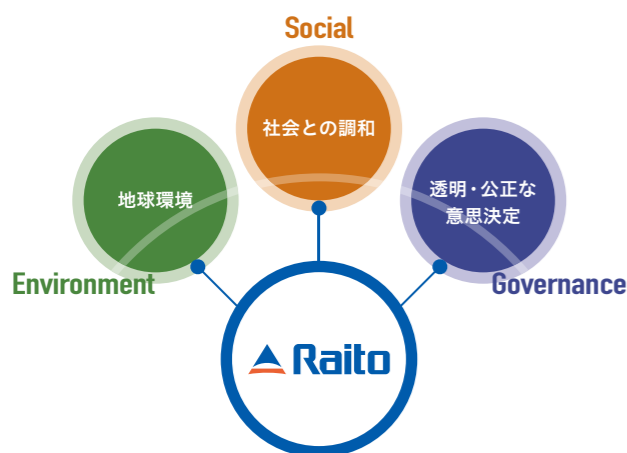 Social
社会との調和
地球環境
透明・公正な
意思決定
Environment
Governance
Raito